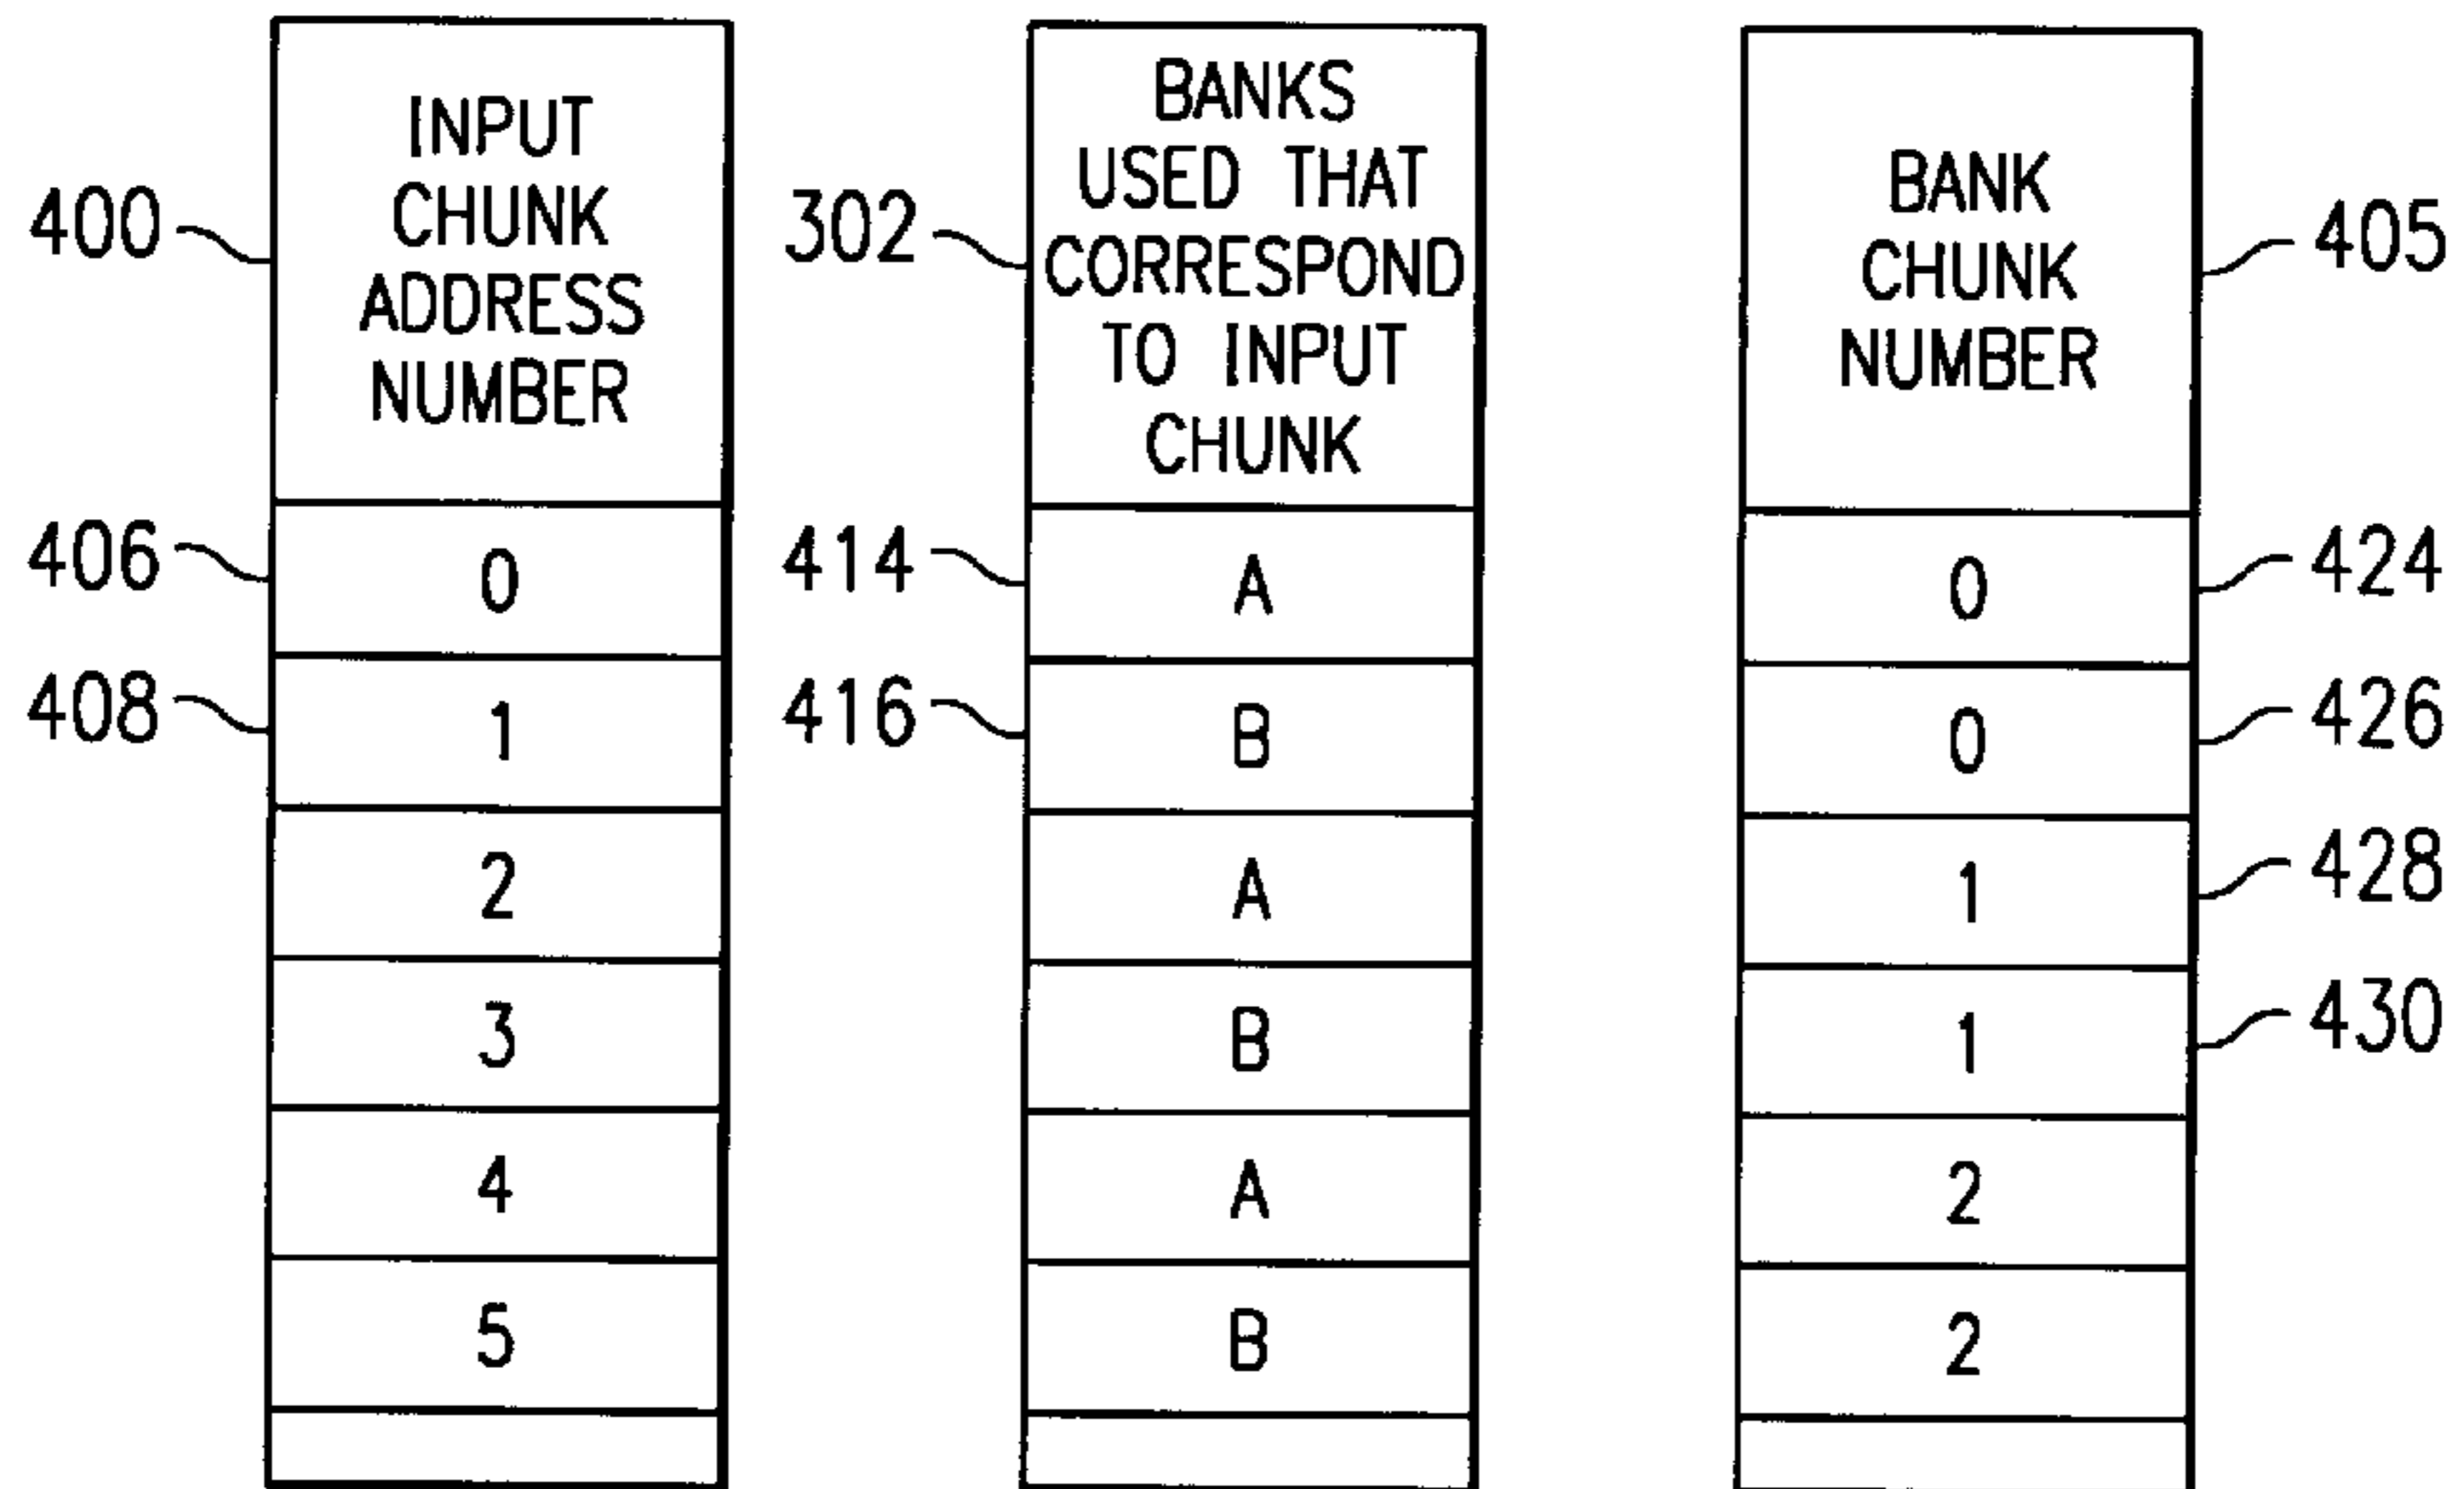 INPUT
CHUNK
ADDRESS
NUMBER
400
406
0
408
1
2
3
4
5
BANKS
USED THAT
CORRESPOND
TO INPUT
CHUNK
302
414
A
416
B
A
B
A
B
BANK
CHUNK
NUMBER
405
0
424
0
426
1
428
1
430
2
2